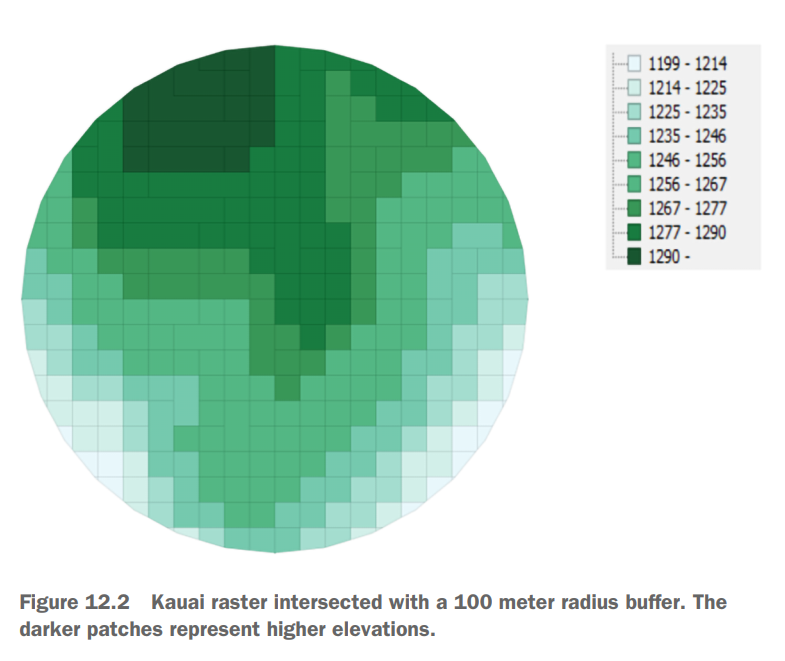 1199 - 1214
1214 - 1225
1225 - 1235
1235 - 1246
1246 - 1256
1256 - 1267
1267 - 1277
1277 - 1290
1290 -
Figure 12.2 Kauai raster intersected with a 100 meter radius buffer. The
darker patches represent higher elevations.